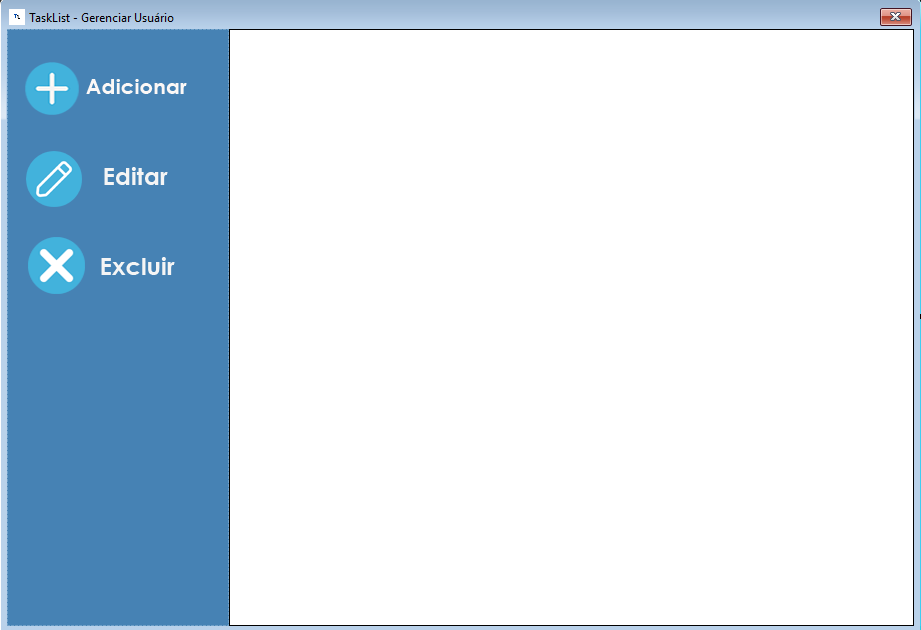 TaskList - Gerenciar Usuário
Adicionar
Editar
Excluir